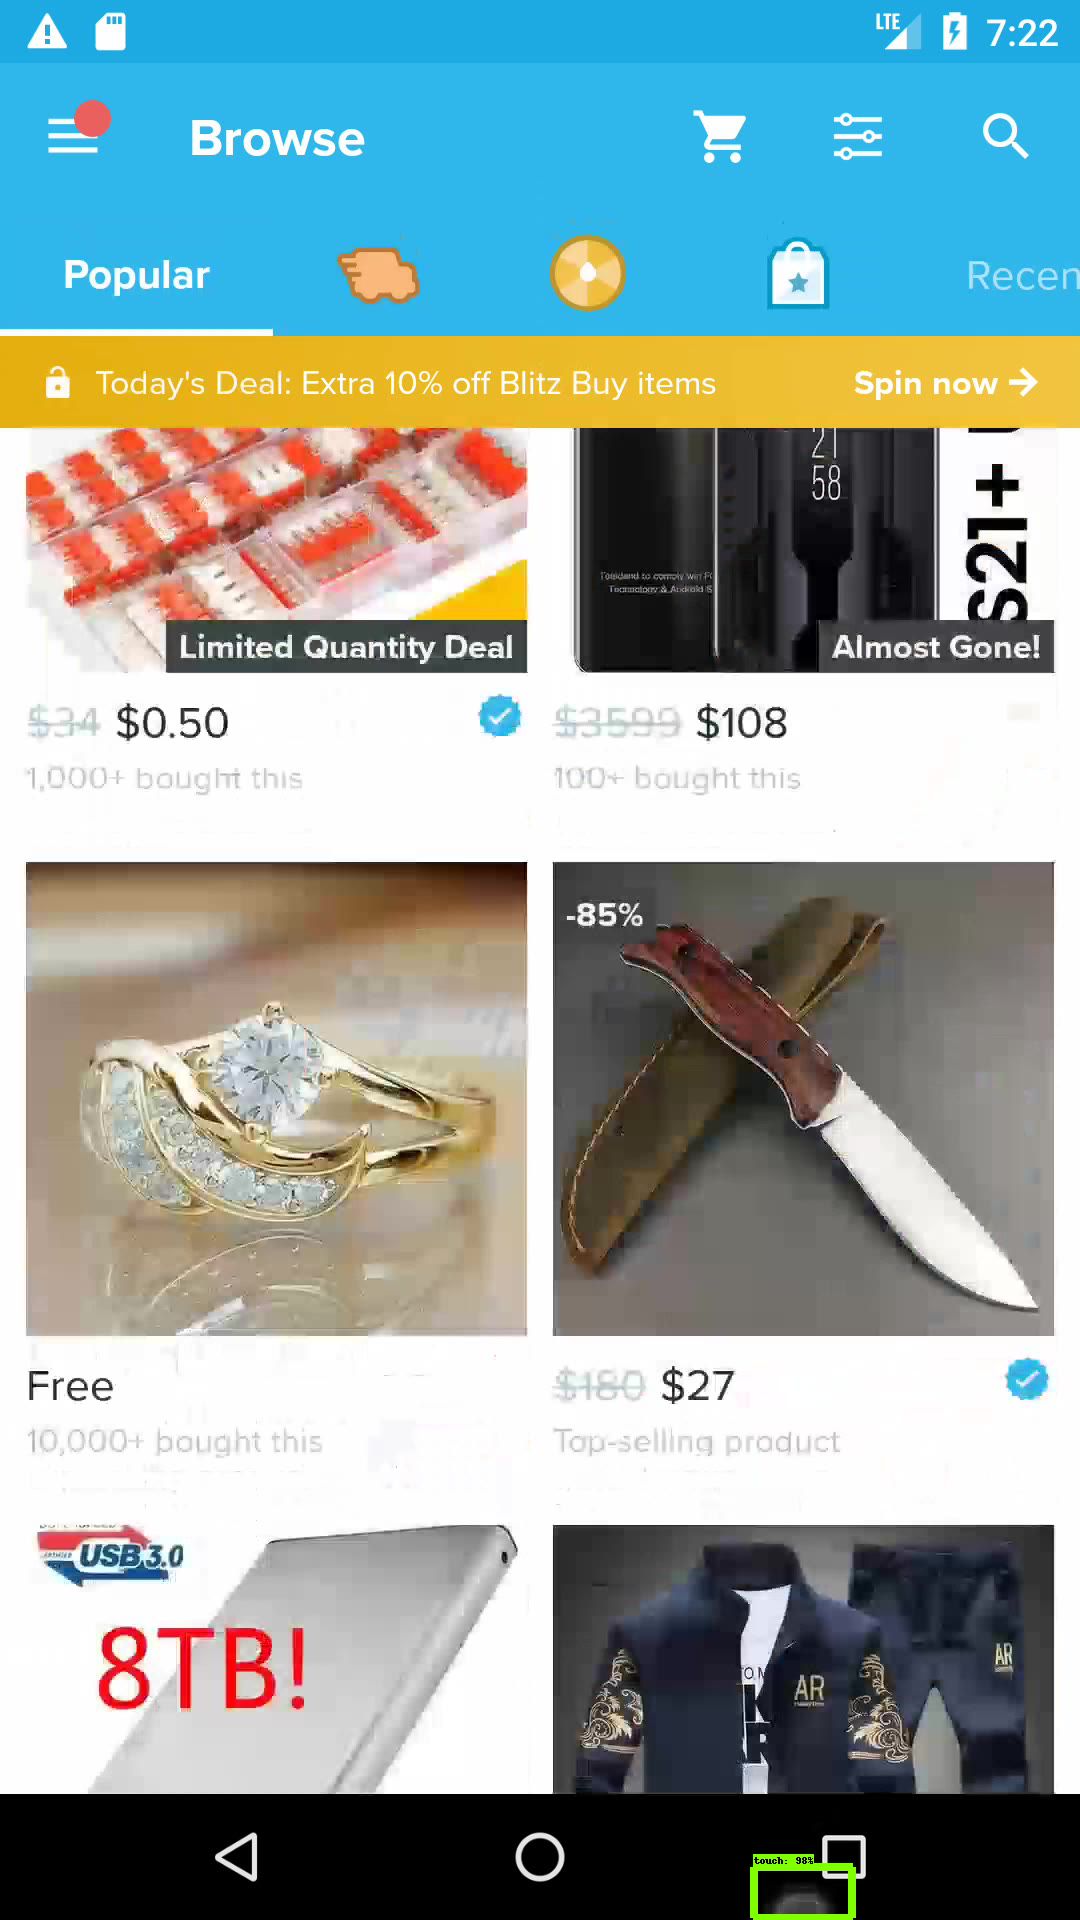 LTE 7:22
Browse
Popular
Recen
Today's Deal: Extra 10% off Blitz Buy items
Spin now →
21
58
S21+
Limited Quantity Deal
Almost Gone!
$34 $0.50
$3599 $108
1,000+ bought this
100+ bought this
-85%
Free
$180 $27
10,000+ bought this
Top-selling product
USB 3.0
8TB!
AR
AR
touch: 98%